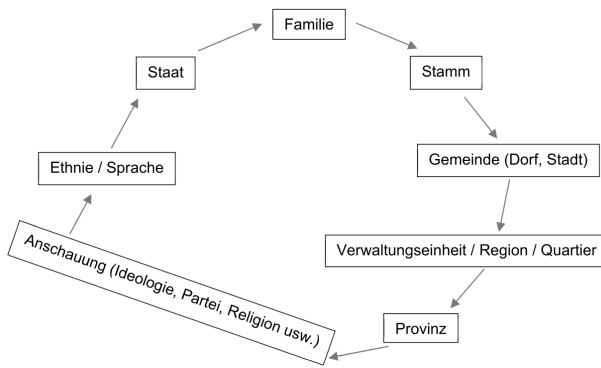 Familie
Staat
Stamm
Ethnie / Sprache
Gemeinde (Dorf, Stadt)
Anschauung (Ideologie, Partei, Religion usw.)
Verwaltungseinheit / Region / Quartier
Provinz